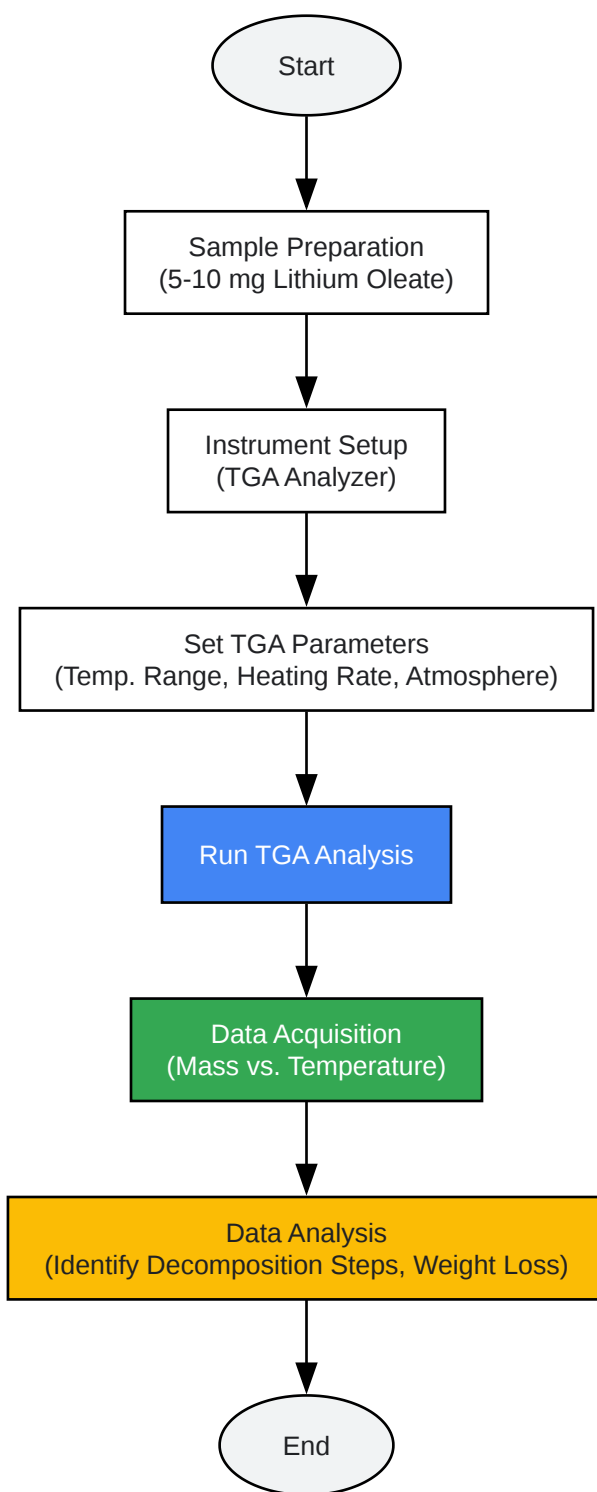 Start
Sample Preparation
(5-10 mg Lithium Oleate)
Instrument Setup
(TGA Analyzer)
Set TGA Parameters
(Temp. Range, Heating Rate, Atmosphere)
Run TGA Analysis
Data Acquisition
(Mass vs. Temperature)
Data Analysis
(Identify Decomposition Steps, Weight Loss)
End